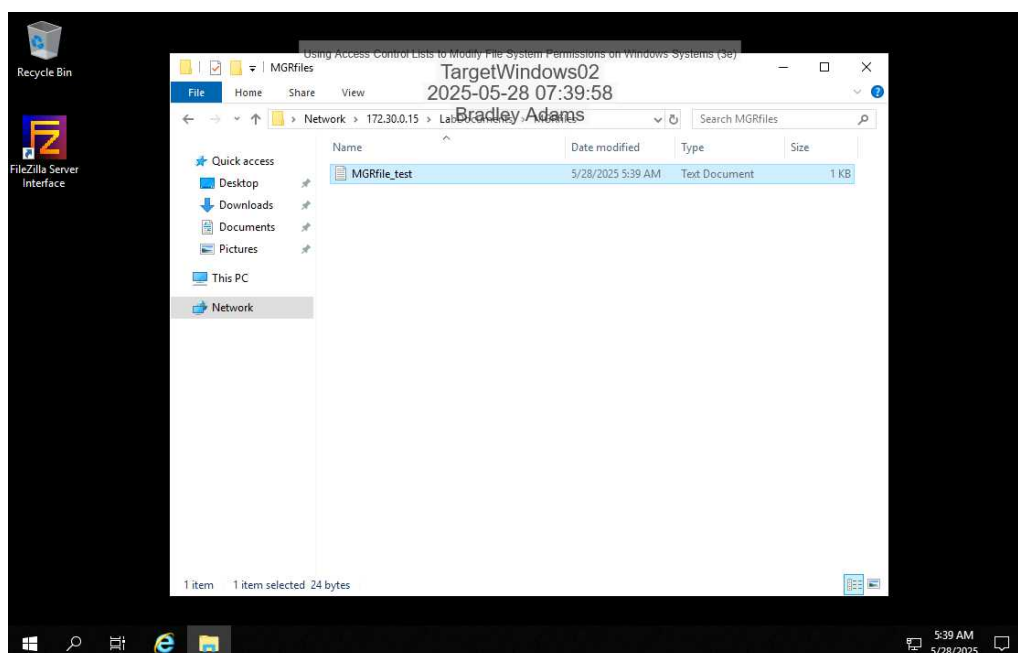 Recycle Bin
FileZilla Server
Interface
Using Access Control Lists to Modify File System Permissions on Windows Systems (3e)
TargetWindows02
2025-05-28 07:39:58
Bradley Adams
MGRfiles
File Home Share View
Network > 172.30.0.15 > LabDocuments > MGRfiles
Search MGRfiles
Name Date modified Type Size
MGRfile_test 5/28/2025 5:39 AM Text Document 1 KB
Quick access
Desktop
Downloads
Documents
Pictures
This PC
Network
1 item 1 item selected 24 bytes
5:39 AM
5/28/2025